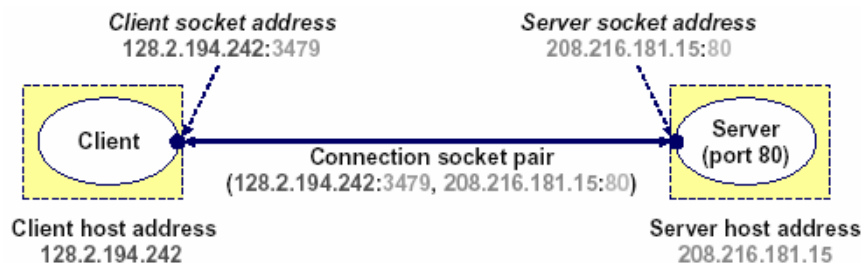 Client socket address
128.2.194.242:3479
Server socket address
208.216.181.15:80
Client
Server
(port 80)
Connection socket pair
(128.2.194.242:3479, 208.216.181.15:80)
Client host address
128.2.194.242
Server host address
208.216.181.15